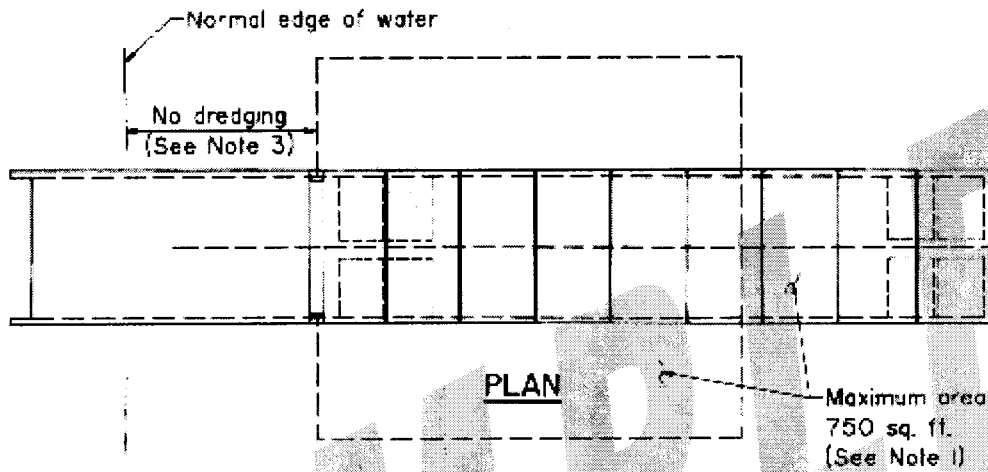 Normal edge of water
No dredging
(See Note 3)
PLAN
Maximum area
750 sq. ft.
(See Note 1)